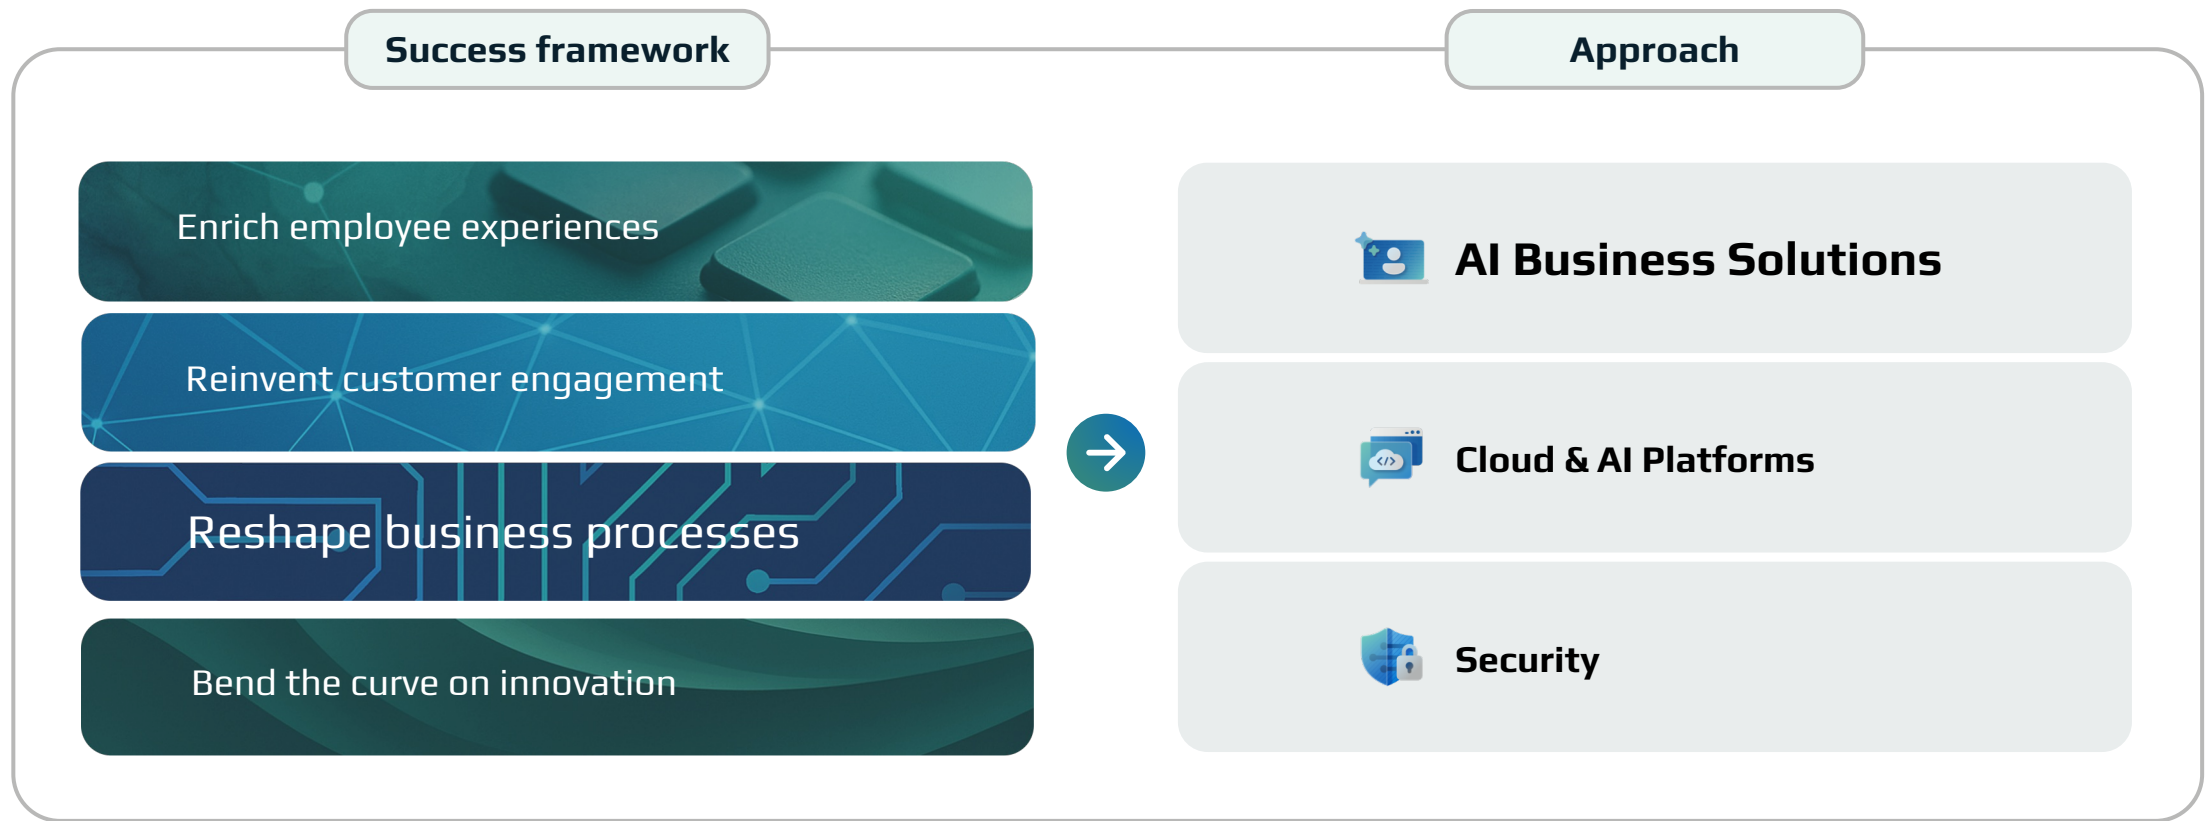 Success framework
Approach
Enrich employee experiences
Reinvent customer engagement
Reshape business processes
Bend the curve on innovation
AI Business Solutions
Cloud & AI Platforms
Security